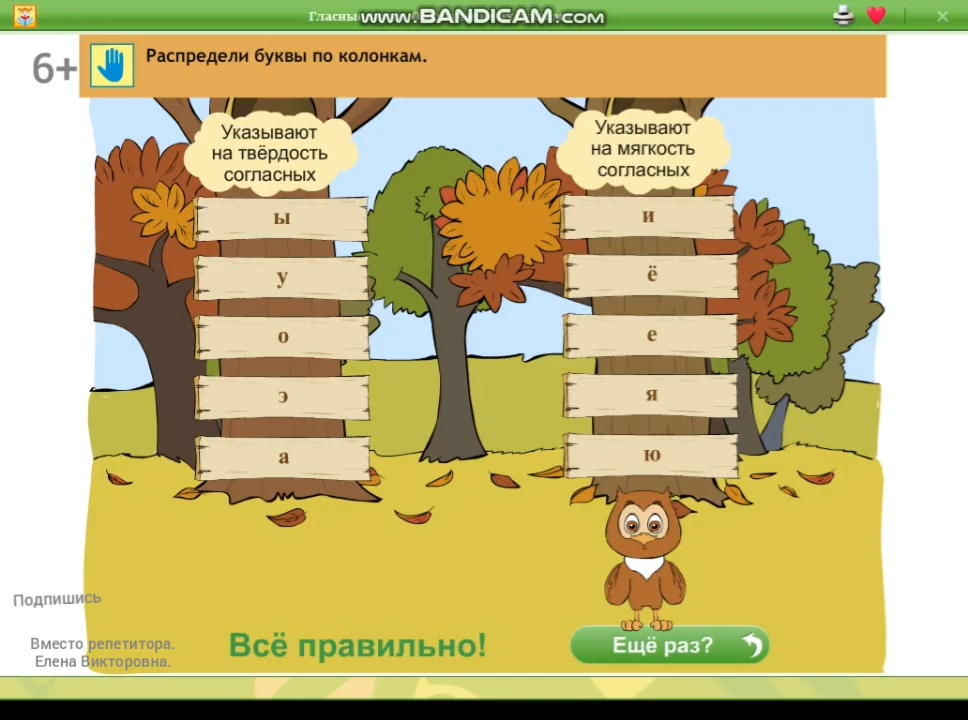 Гласные
www.BANDICAM.com
6+
Распредели буквы по колонкам.
Указывают
на твёрдость
согласных
ы
у
о
э
а
Указывают
на мягкость
согласных
и
ё
е
я
ю
Подпишись
Вместо репетитора.
Елена Викторовна.
Всё правильно!
Ещё раз?